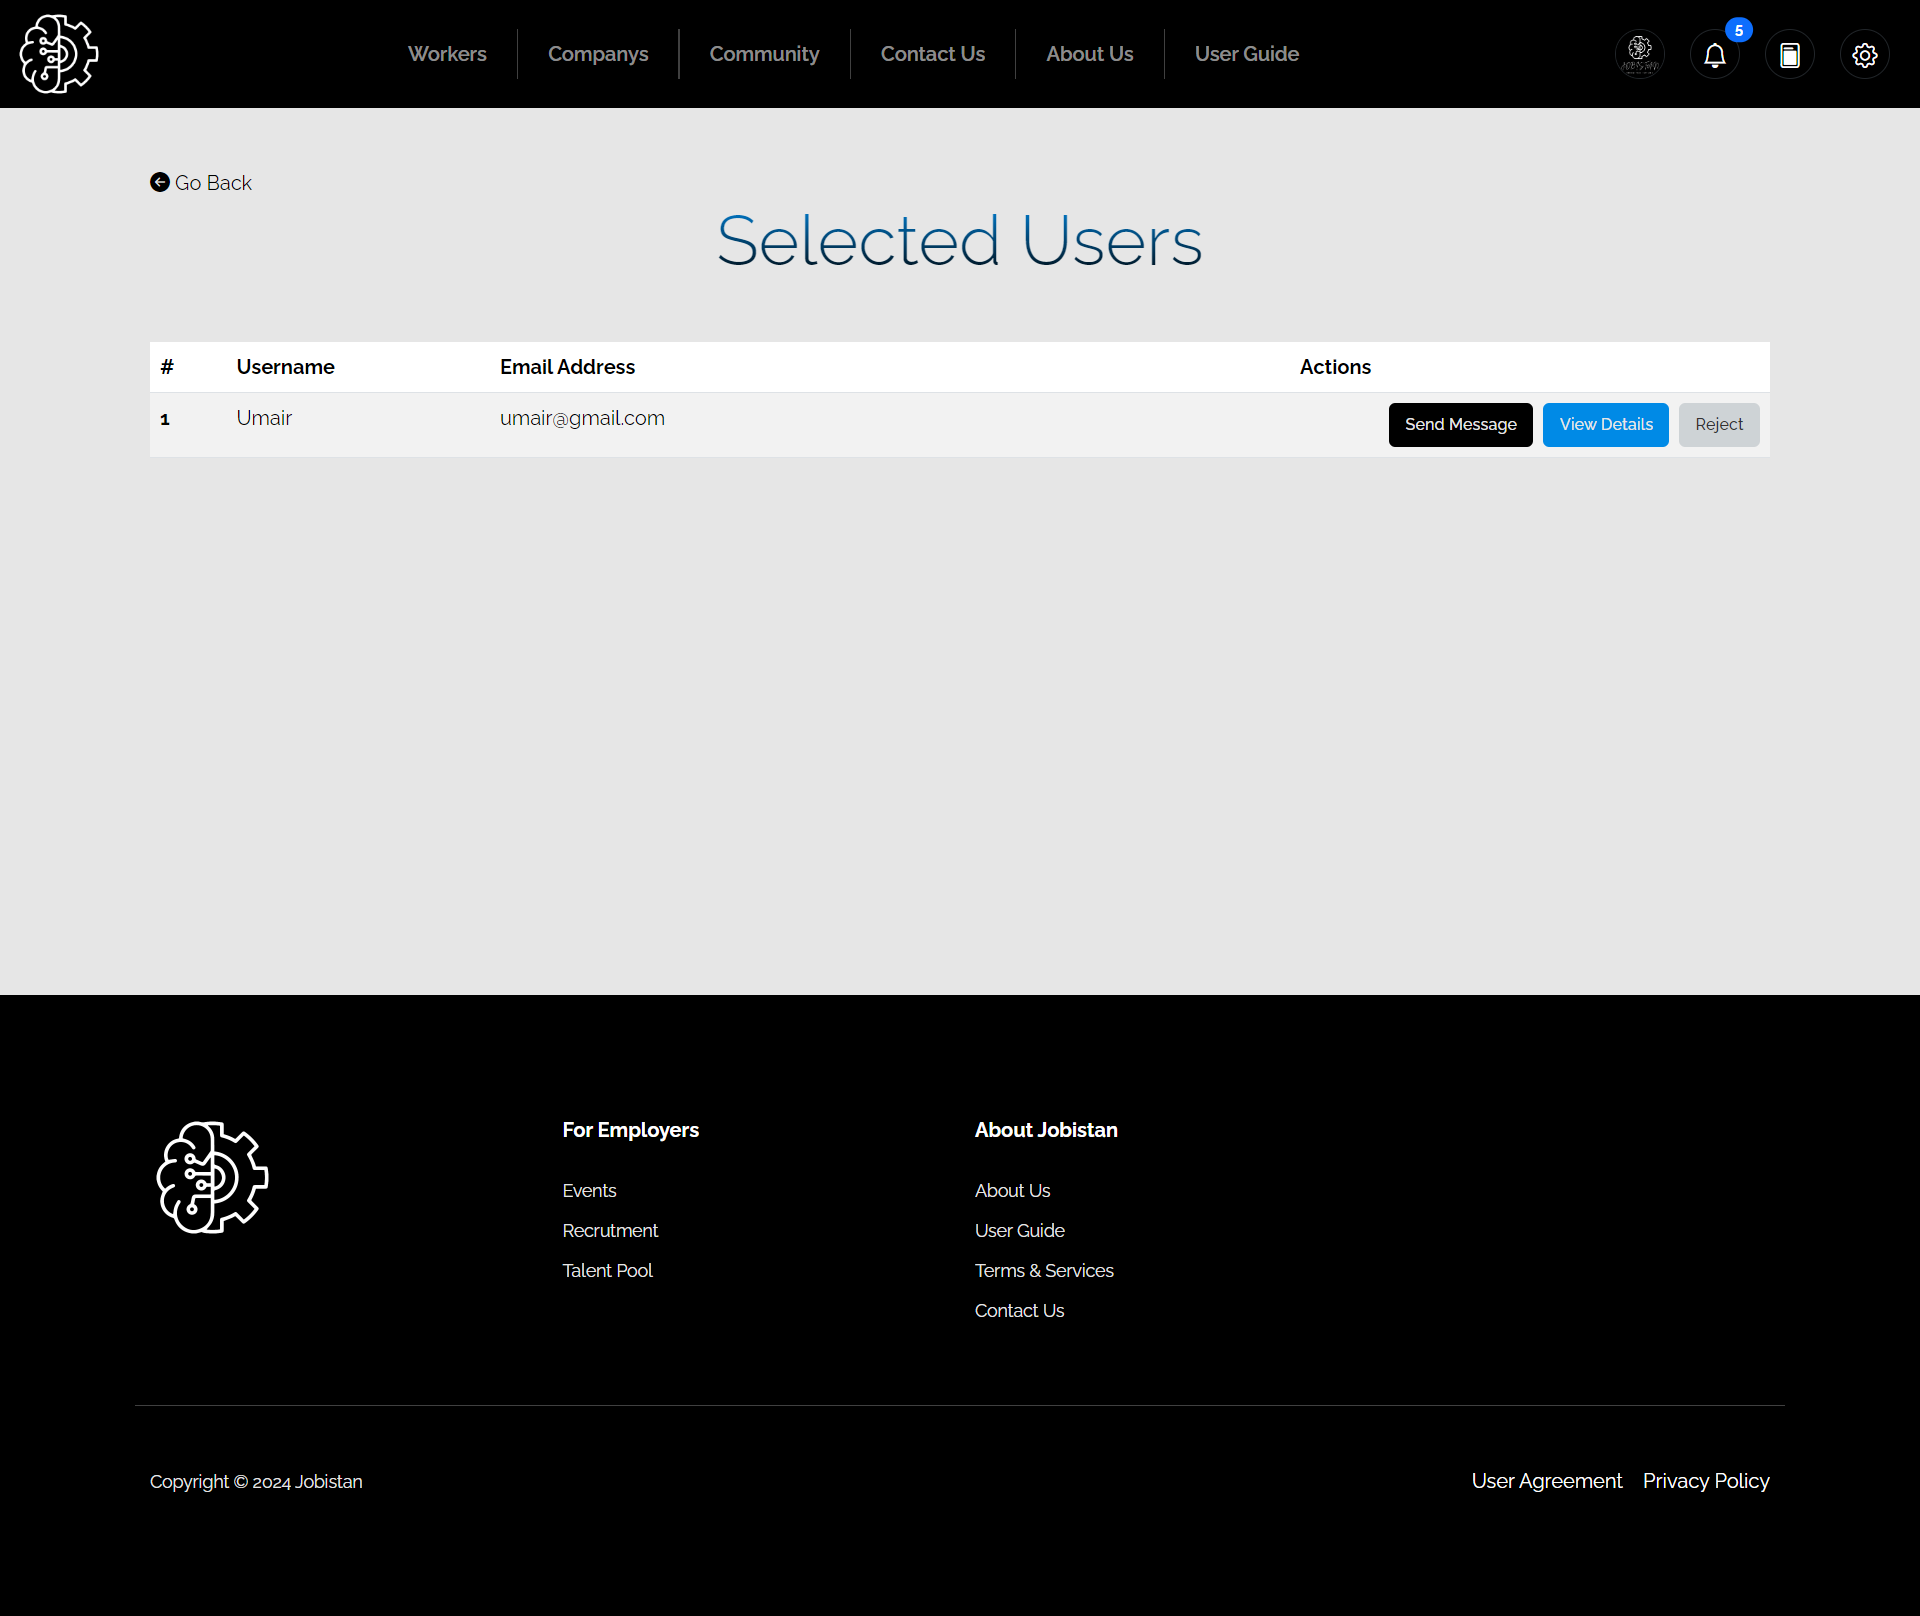 Workers
Companys
Community
Contact Us
About Us
User Guide
5
Go Back
Selected Users
# Username Email Address Actions
1 Umair umair@gmail.com Send Message View Details Reject
For Employers
Events
Recrutment
Talent Pool
About Jobistan
About Us
User Guide
Terms & Services
Contact Us
Copyright © 2024 Jobistan
User Agreement Privacy Policy